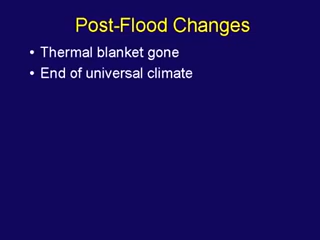 Post-Flood Changes
• Thermal blanket gone
• End of universal climate